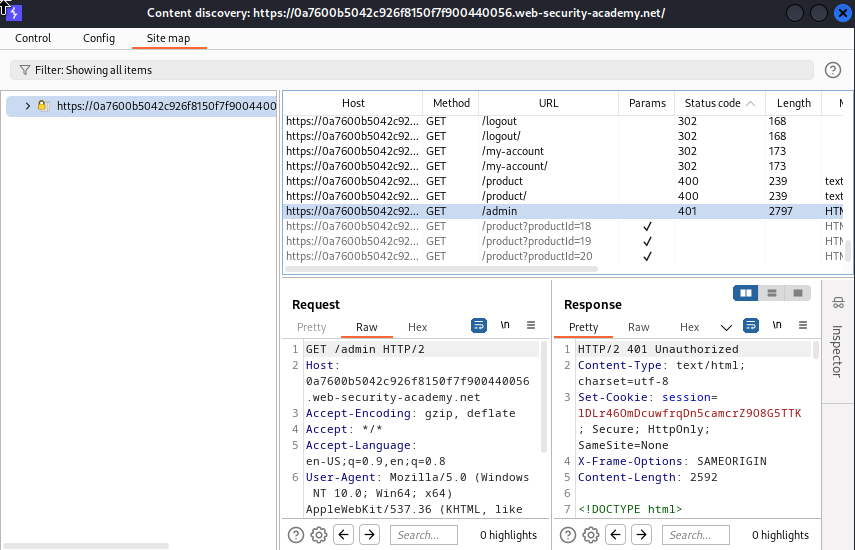 Content discovery: https://0a7600b5042c926f8150f7f900440056.web-security-academy.net/
Control Config Site map
Filter: Showing all items
https://0a7600b5042c926f8150f7f9004400
Host Method URL Params Status code Length M
https://0a7600b5042c92... GET /logout 302 168
https://0a7600b5042c92... GET /logout/ 302 168
https://0a7600b5042c92... GET /my-account 302 173
https://0a7600b5042c92... GET /my-account/ 302 173
https://0a7600b5042c92... GET /product 400 239 text
https://0a7600b5042c92... GET /product/ 400 239 text
https://0a7600b5042c92... GET /admin 401 2797 HTM
https://0a7600b5042c92... GET /product?productId=18 ✓ HTM
https://0a7600b5042c92... GET /product?productId=19 ✓ HTM
https://0a7600b5042c92... GET /product?productId=20 ✓ HTM
Request
Pretty Raw Hex \n
1 GET /admin HTTP/2
2 Host:
0a7600b5042c926f8150f7f900440056
.web-security-academy.net
3 Accept-Encoding: gzip, deflate
4 Accept: */*
5 Accept-Language:
en-US;q=0.9,en;q=0.8
6 User-Agent: Mozilla/5.0 (Windows
NT 10.0; Win64; x64)
AppleWebKit/537.36 (KHTML, like
Search... 0 highlights
Response
Pretty Raw Hex \n
1 HTTP/2 401 Unauthorized
2 Content-Type: text/html;
charset=utf-8
3 Set-Cookie: session=
lDLr46OmDcuwfrqDn5camcrZ9O8G5TTK
; Secure; HttpOnly;
SameSite=None
4 X-Frame-Options: SAMEORIGIN
5 Content-Length: 2592
6
7 <!DOCTYPE html>
Search... 0 highlights
Inspector